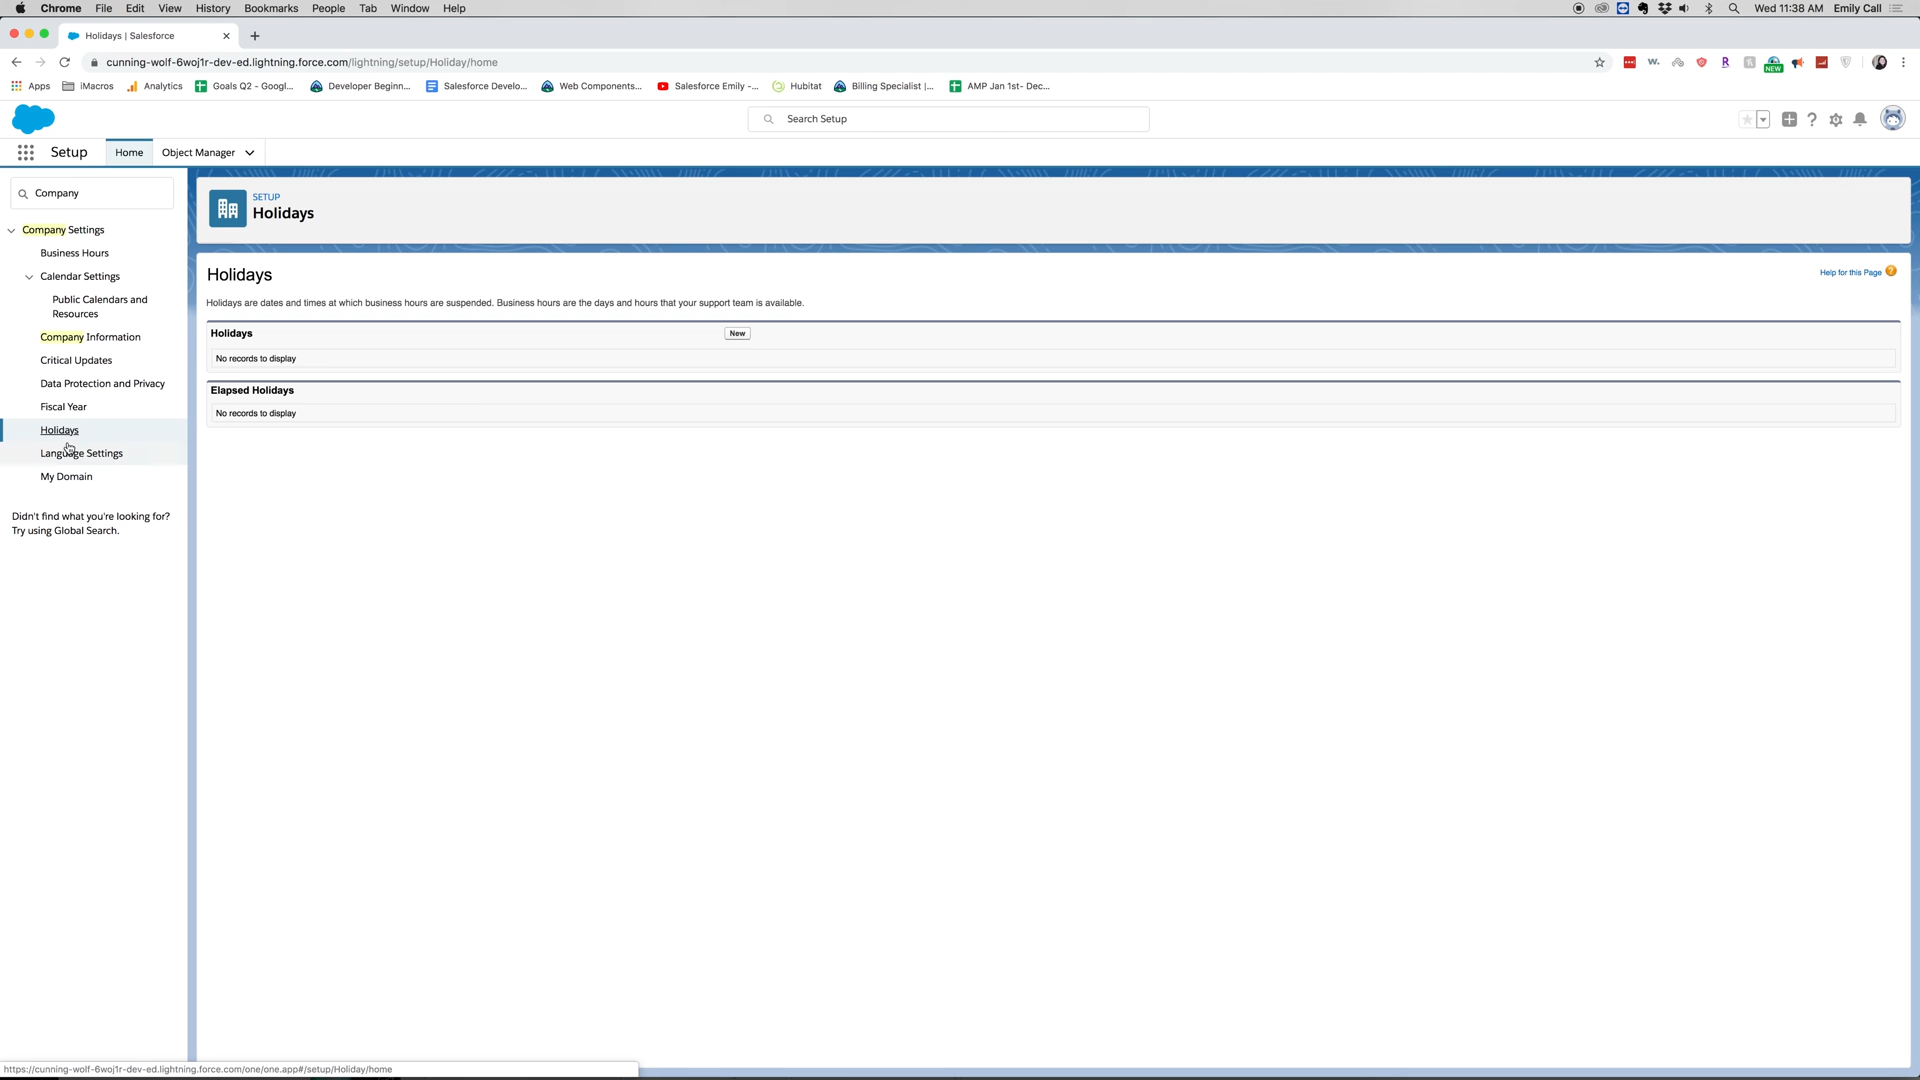 Chrome File Edit View History Bookmarks People Tab Window Help Wed 11:38 AM Emily Call
Holidays | Salesforce
cunning-wolf-6woj1r-dev-ed.lightning.force.com/lightning/setup/Holiday/home
Apps iMacros Analytics Goals Q2 - Googl... Developer Beginn... Salesforce Develo... Web Components... Salesforce Emily -... Hubitat Billing Specialist |... AMP Jan 1st- Dec...
Search Setup
Setup Home Object Manager
Company
Company Settings
Business Hours
Calendar Settings
Public Calendars and
Resources
Company Information
Critical Updates
Data Protection and Privacy
Fiscal Year
Holidays
Language Settings
My Domain
Didn't find what you're looking for?
Try using Global Search.
SETUP
Holidays
Holidays
Help for this Page ?
Holidays are dates and times at which business hours are suspended. Business hours are the days and hours that your support team is available.
Holidays New
No records to display
Elapsed Holidays
No records to display
https://cunning-wolf-6woj1r-dev-ed.lightning.force.com/one/one.app#/setup/Holiday/home